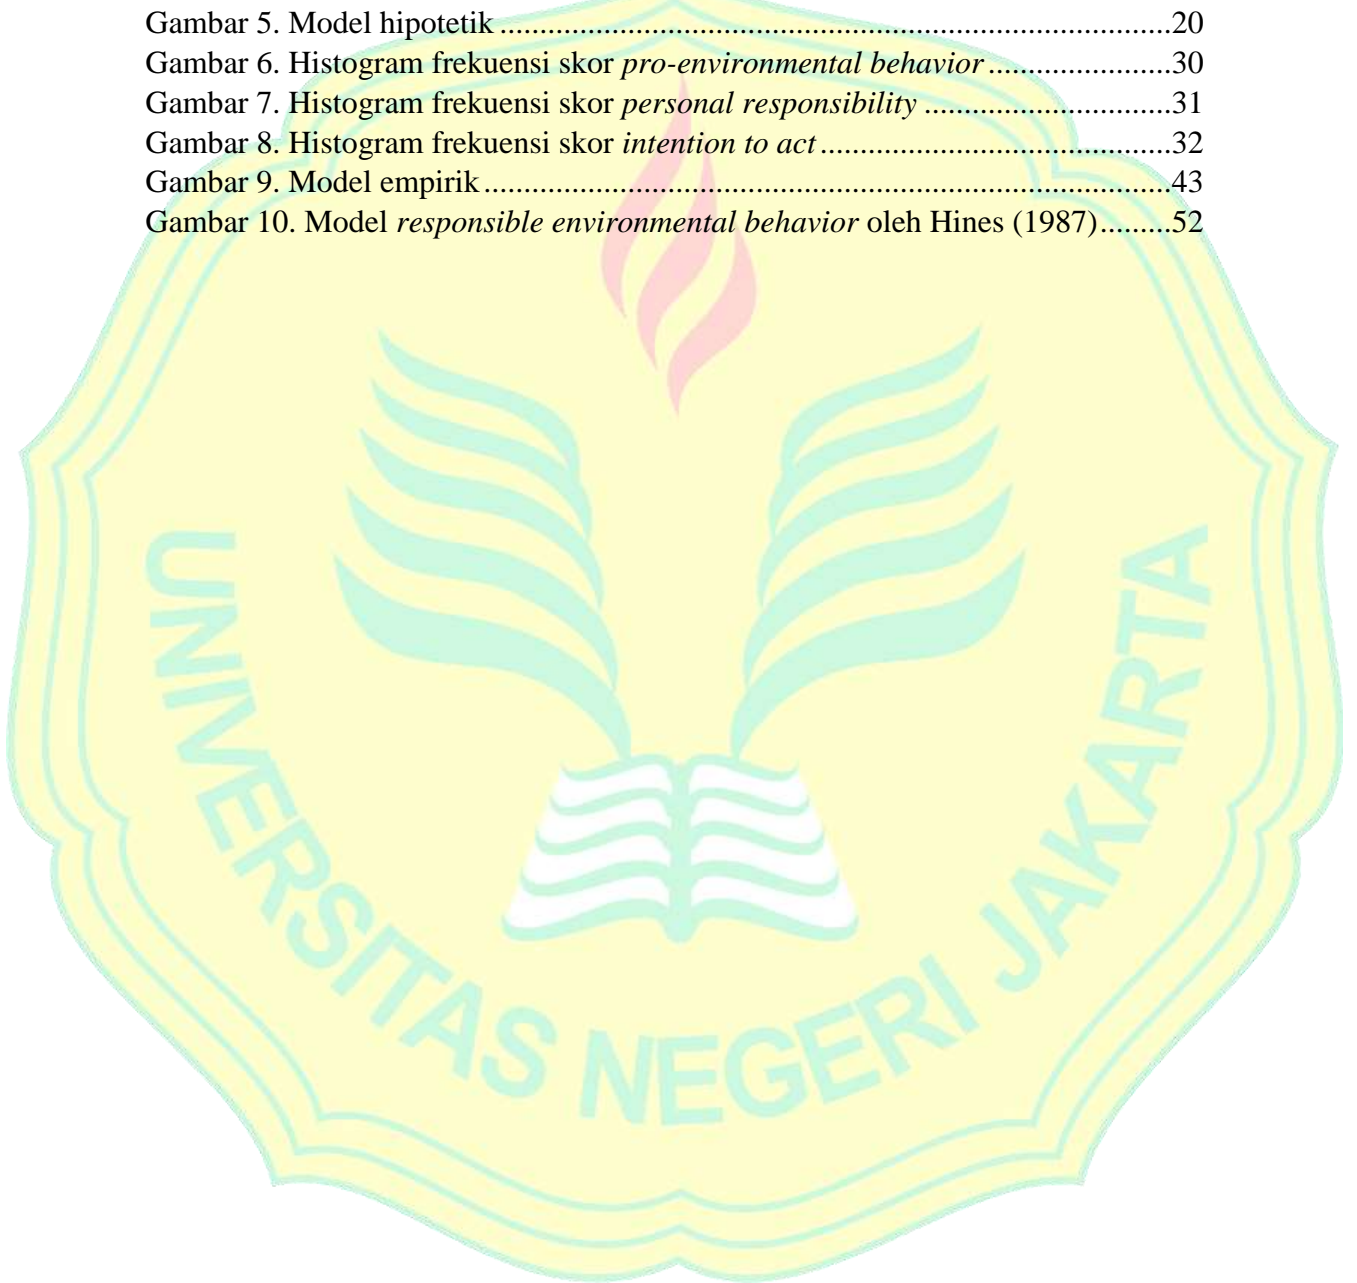 Gambar 5. Model hipotetik....................................................................................20
Gambar 6. Histogram frekuensi skor pro-environmental behavior.......................30
Gambar 7. Histogram frekuensi skor personal responsibility...............................31
Gambar 8. Histogram frekuensi skor intention to act............................................32
Gambar 9. Model empirik......................................................................................43
Gambar 10. Model responsible environmental behavior oleh Hines (1987).........52
UNIVERSITAS NEGERI JAKARTA